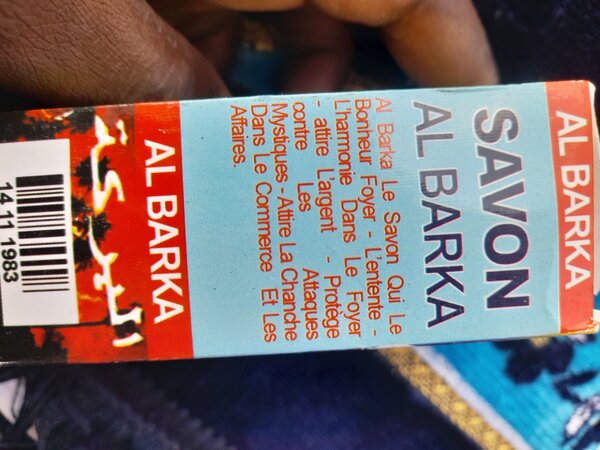 AL BARKA
SAVON
AL BARKA
Al Barka Le Savon Qui Le
Bonheur Foyer - L'entente -
L'harmonie Dans Le Foyer
- attire L'argent - Protège
contre Les Attaques
Mystiques - Attire La Chanche
Dans Le Commerce Et Les
Affaires.
AL BARKA
البركة
14 11 1983